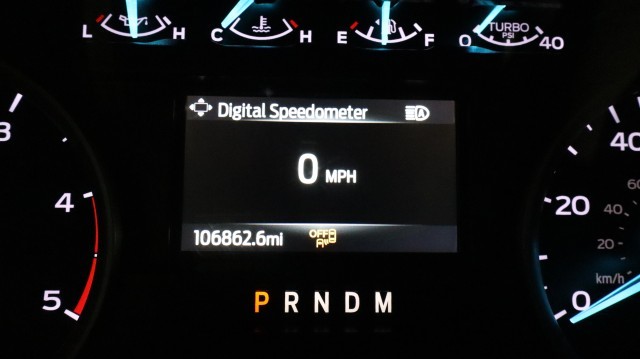 L H C H E F 0 TURBO PSI 40
Digital Speedometer
0 MPH
106862.6mi OFF
P R N D M
3
4
5
40
20
0
60
40
20
km/h